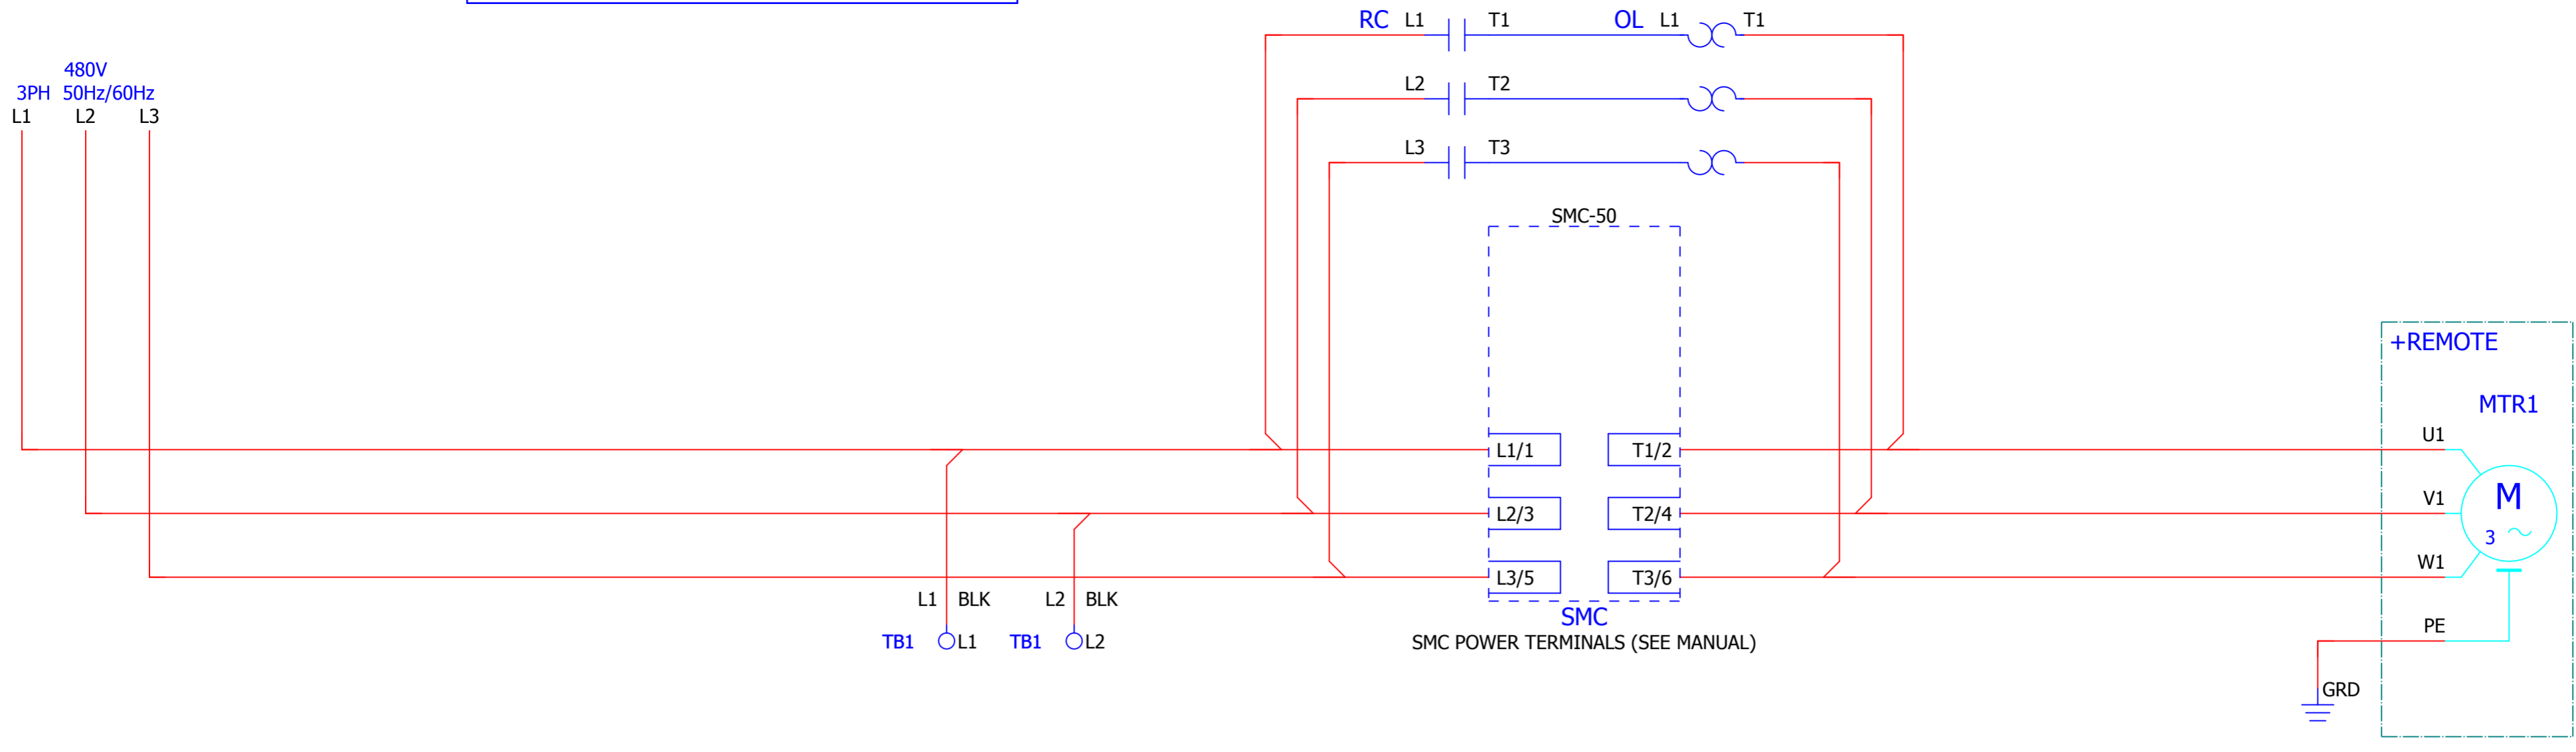 RC L1 T1 OL L1 T1
480V
3PH 50Hz/60Hz
L1 L2 L3
L2 T2
L3 T3
SMC-50
+REMOTE
MTR1
U1
L1/1 T1/2
V1
M
3
L2/3 T2/4
W1
L3/5 T3/6
L1 BLK L2 BLK
SMC
PE
TB1 L1 TB1 L2
SMC POWER TERMINALS (SEE MANUAL)
GRD